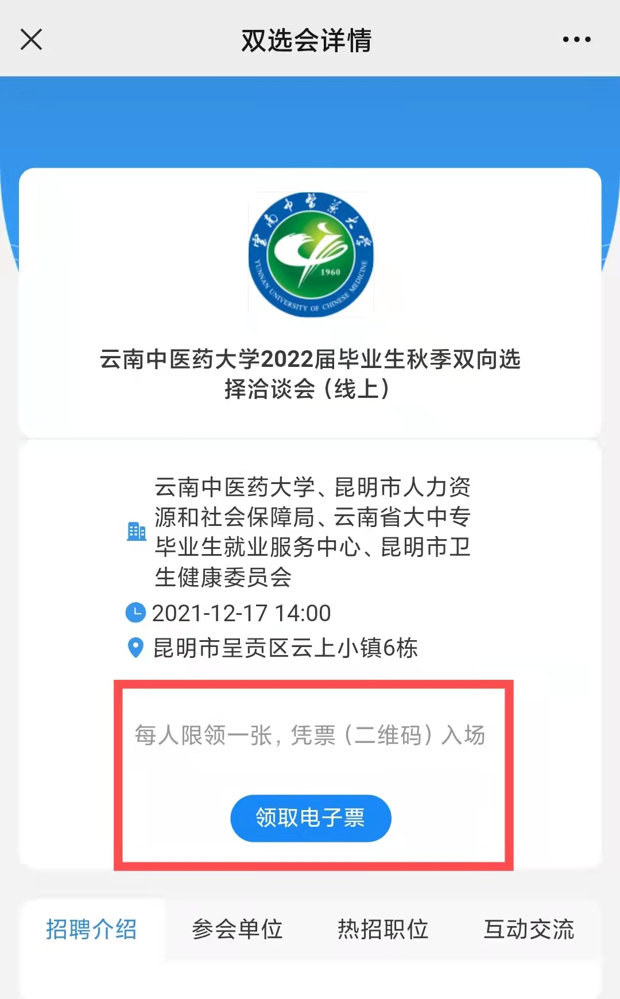 双选会详情
雲南中醫藥大學
1960
YUNNAN UNIVERSITY OF CHINESE MEDICINE
云南中医药大学2022届毕业生秋季双向选
择洽谈会（线上）
云南中医药大学、昆明市人力资
源和社会保障局、云南省大中专
毕业生就业服务中心、昆明市卫
生健康委员会
2021-12-17 14:00
昆明市呈贡区云上小镇6栋
每人限领一张，凭票（二维码）入场
领取电子票
招聘介绍 参会单位 热招职位 互动交流